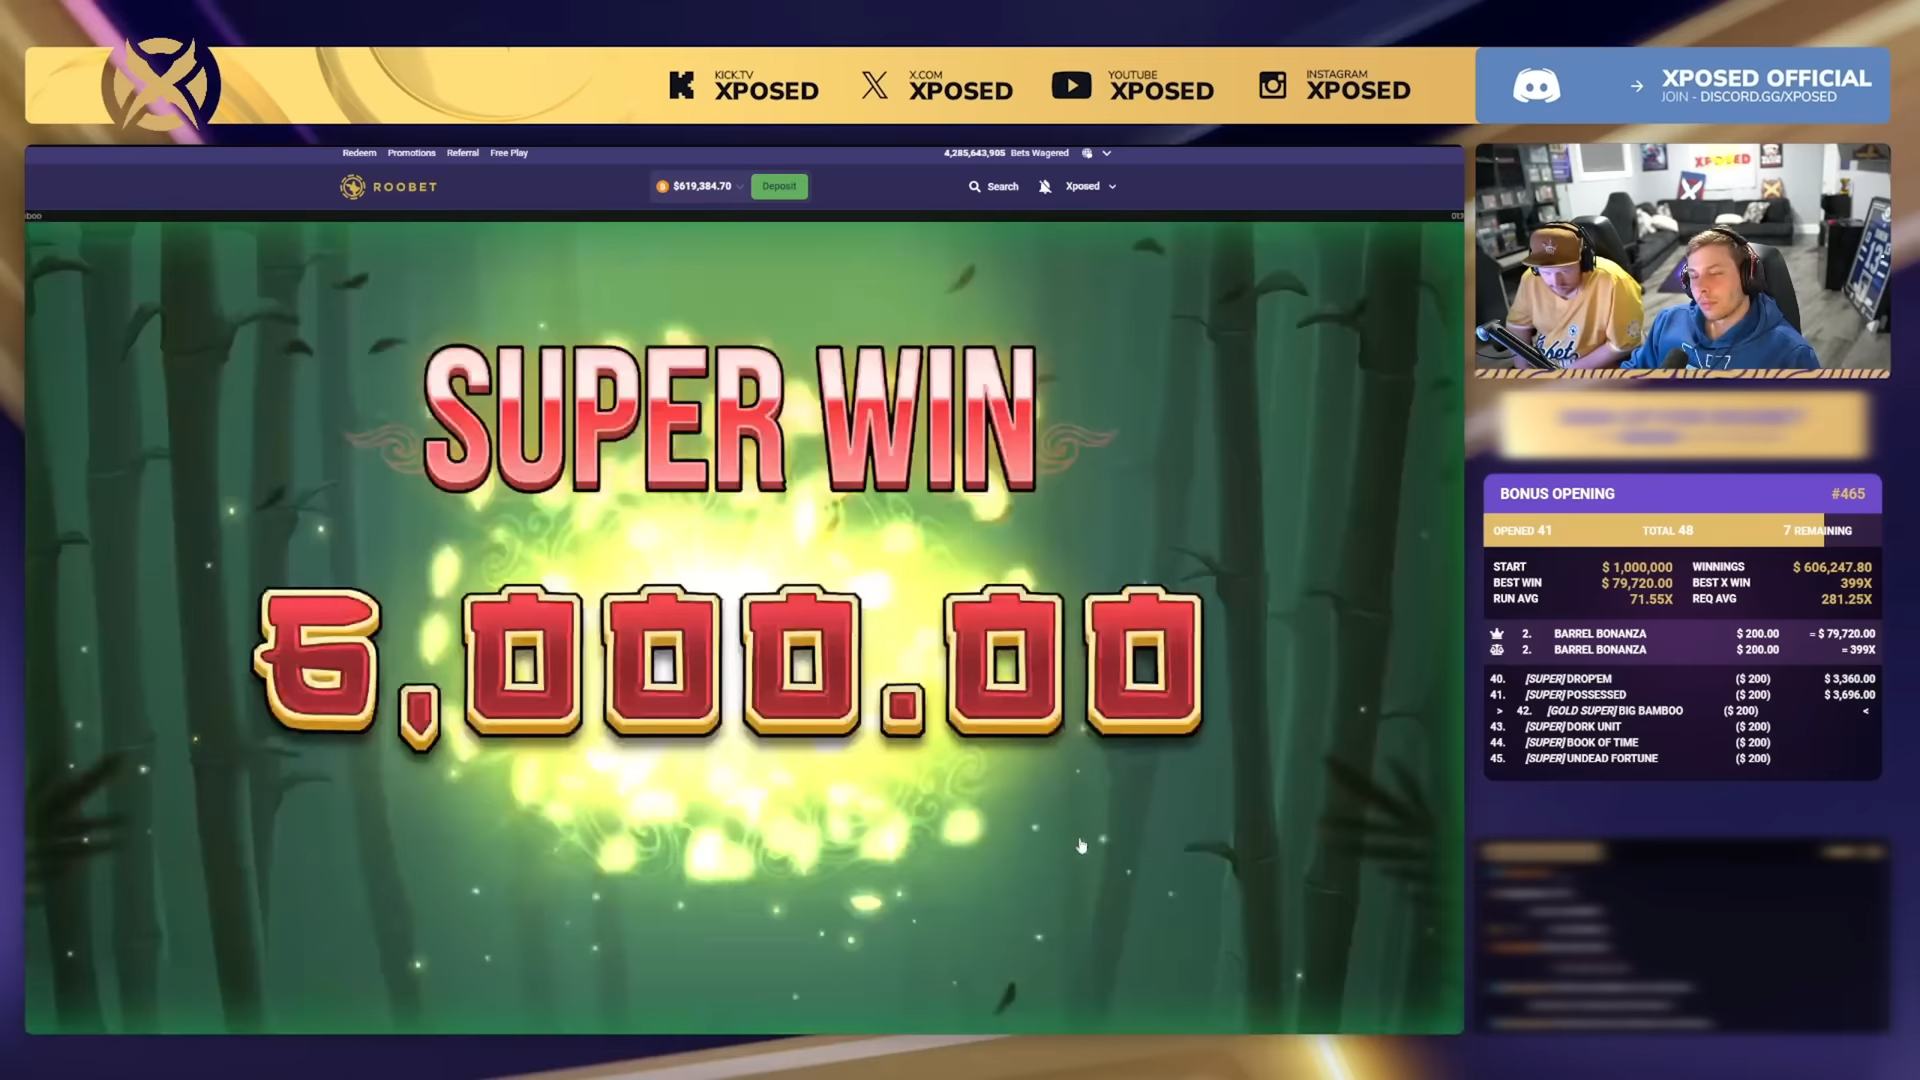 KICK.TV
XPOSED
X.COM
XPOSED
YOUTUBE
XPOSED
INSTAGRAM
XPOSED
XPOSED OFFICIAL
JOIN - DISCORD.GG/XPOSED
Redeem Promotions Referral Free Play
4,285,643,905 Bets Wagered
ROOBET
$619,384.70
Deposit
Search
Xposed
boo
XPOSED
SUPER WIN
6,000.00
BONUS OPENING #465
OPENED 41 TOTAL 48 7 REMAINING
START $ 1,000,000 WINNINGS $ 606,247.80
BEST WIN $ 79,720.00 BEST X WIN 399X
RUN AVG 71.55X REQ AVG 281.25X
2. BARREL BONANZA $ 200.00 = $ 79,720.00
2. BARREL BONANZA $ 200.00 = 399X
40. [SUPER] DROP'EM ($ 200) $ 3,360.00
41. [SUPER] POSSESSED ($ 200) $ 3,696.00
> 42. [GOLD SUPER] BIG BAMBOO ($ 200) <
43. [SUPER] DORK UNIT ($ 200)
44. [SUPER] BOOK OF TIME ($ 200)
45. [SUPER] UNDEAD FORTUNE ($ 200)